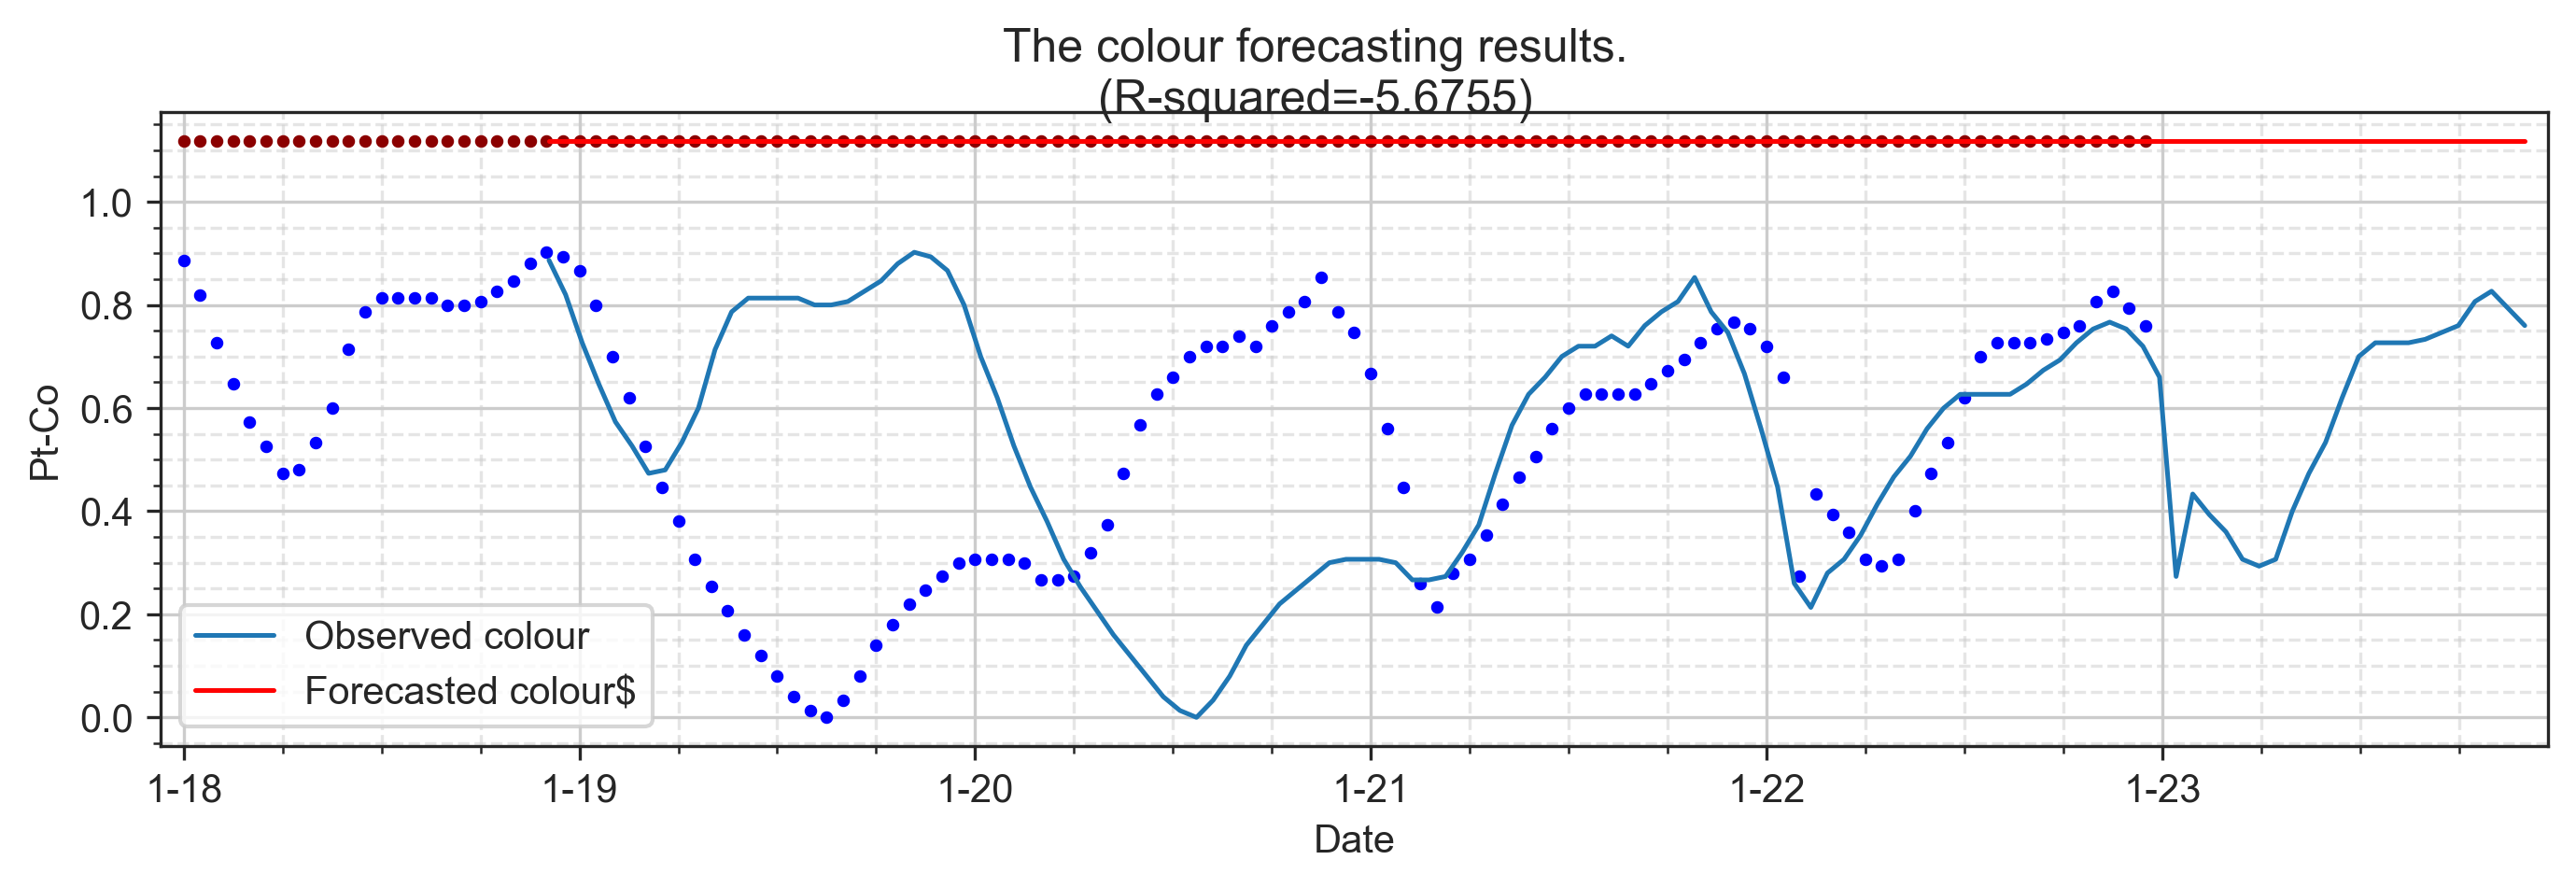 The colour forecasting results.
(R-squared=-5.6755)
Pt-Co
1.0
0.8
0.6
0.4
0.2
0.0
Observed colour
Forecasted colour$
1-18
1-19
1-20
1-21
1-22
1-23
Date